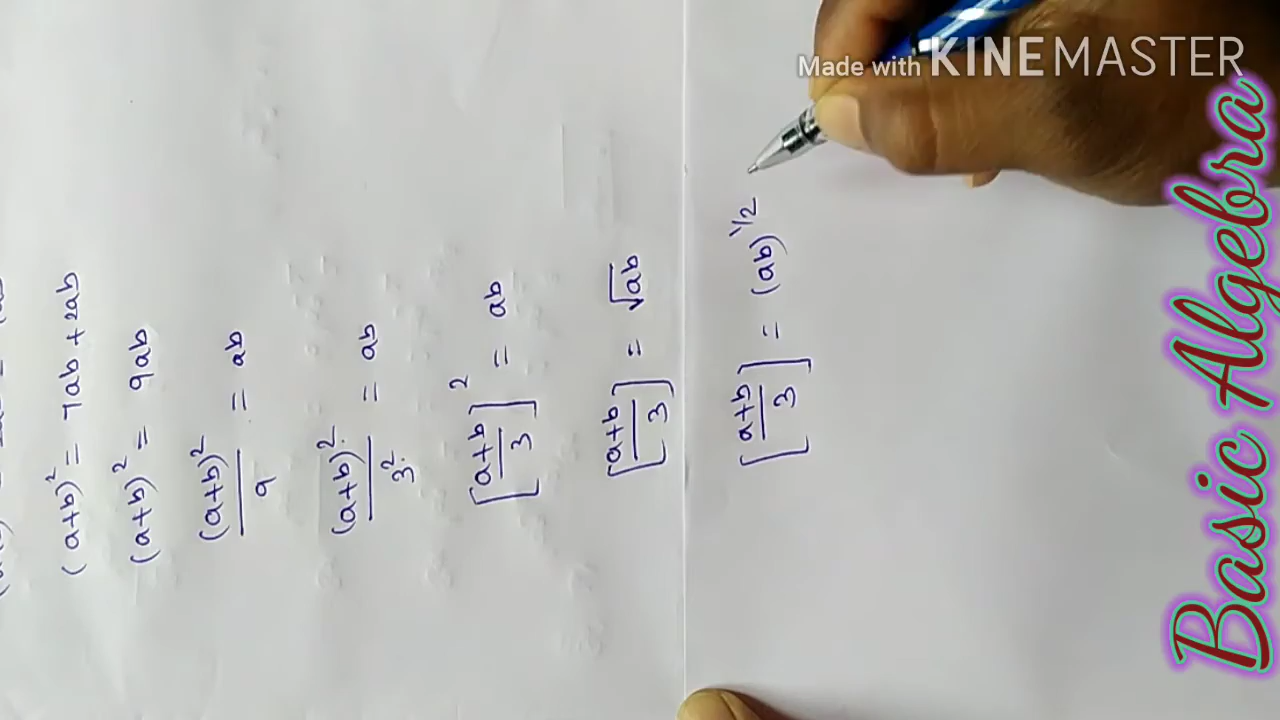 (a+b)² = 7ab + 2ab
(a+b)² = 9ab
(a+b)²/9 = ab
(a+b)²/3² = ab
[a+b/3]² = ab
[a+b/3] = √ab
[a+b/3] = (ab)^1/2
Made with KINEMASTER
Basic Algebra